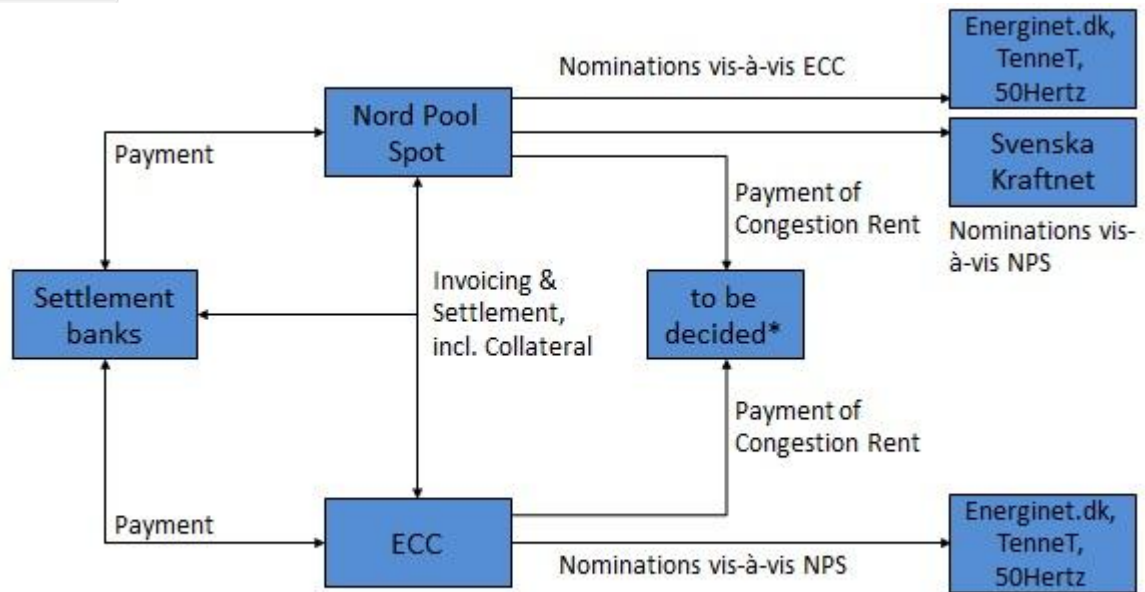 Energinet.dk,
TenneT,
50Hertz
Nominations vis-à-vis ECC
Nord Pool
Spot
Svenska
Kraftnet
Payment
Payment of
Congestion Rent
Nominations vis-
à-vis NPS
Settlement
banks
Invoicing &
Settlement,
incl. Collateral
to be
decided*
Payment of
Congestion Rent
Payment
ECC
Nominations vis-à-vis NPS
Energinet.dk,
TenneT,
50Hertz